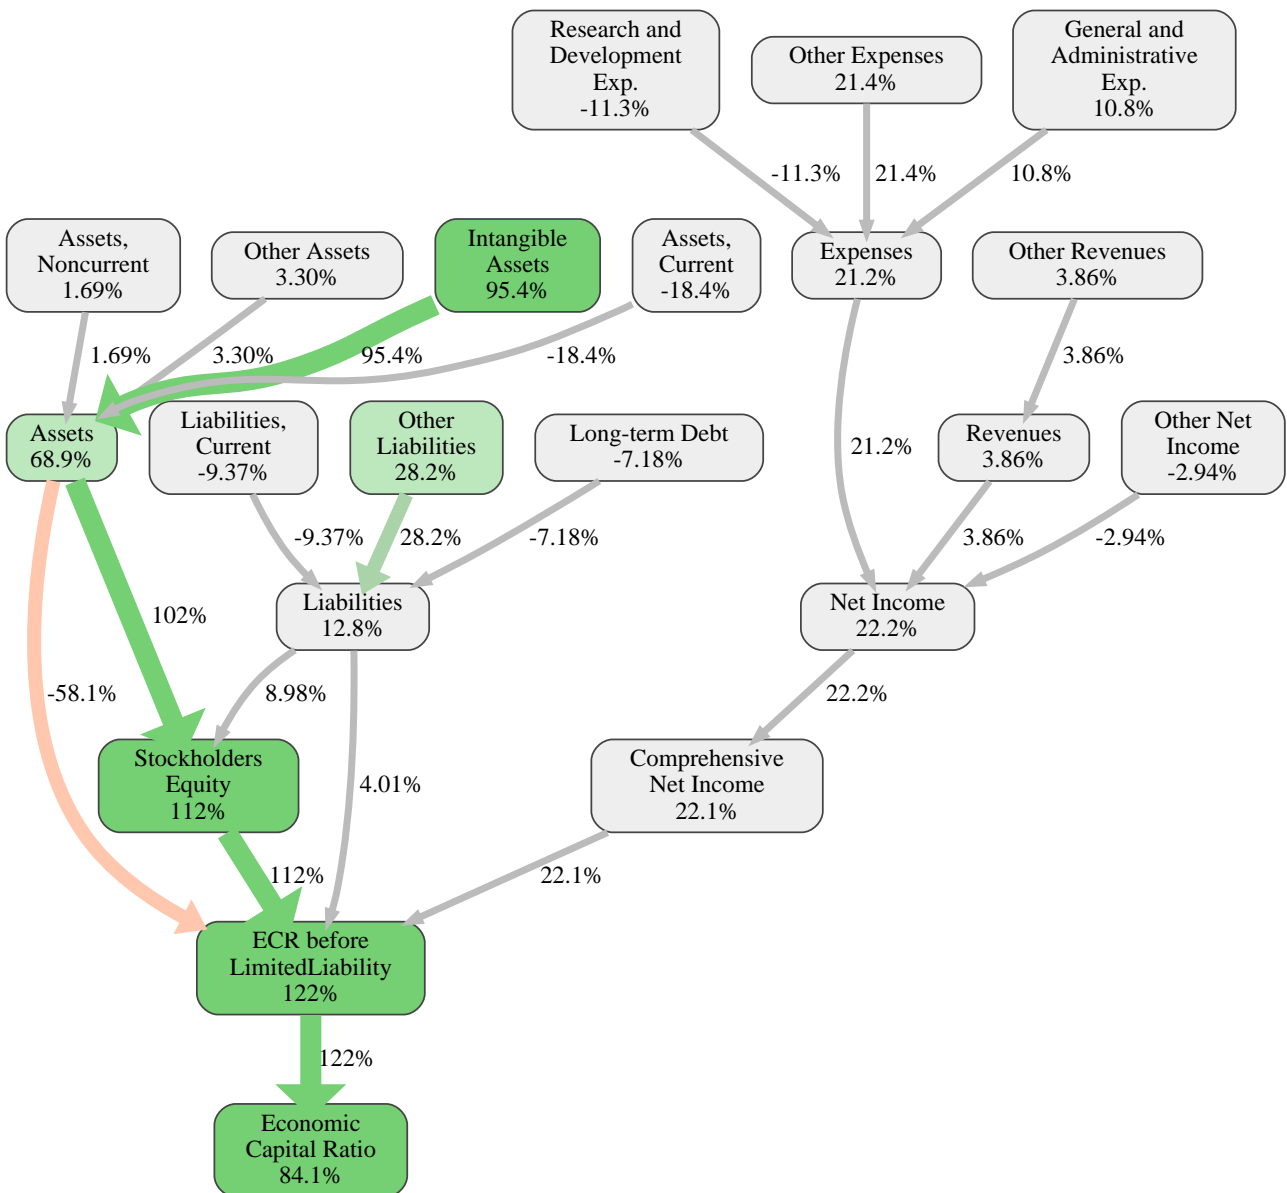 Research and
Development
Exp.
-11.3%
Other Expenses
21.4%
General and
Administrative
Exp.
10.8%
-11.3%
21.4%
10.8%
Assets,
Noncurrent
1.69%
Other Assets
3.30%
Intangible
Assets
95.4%
Assets,
Current
-18.4%
Expenses
21.2%
Other Revenues
3.86%
1.69%
3.30%
95.4%
-18.4%
3.86%
Assets
68.9%
Liabilities,
Current
-9.37%
Other
Liabilities
28.2%
Long-term Debt
-7.18%
21.2%
Revenues
3.86%
Other Net
Income
-2.94%
-9.37%
28.2%
-7.18%
3.86%
-2.94%
102%
Liabilities
12.8%
Net Income
22.2%
-58.1%
8.98%
22.2%
Stockholders
Equity
112%
4.01%
Comprehensive
Net Income
22.1%
112%
22.1%
ECR before
LimitedLiability
122%
122%
Economic
Capital Ratio
84.1%